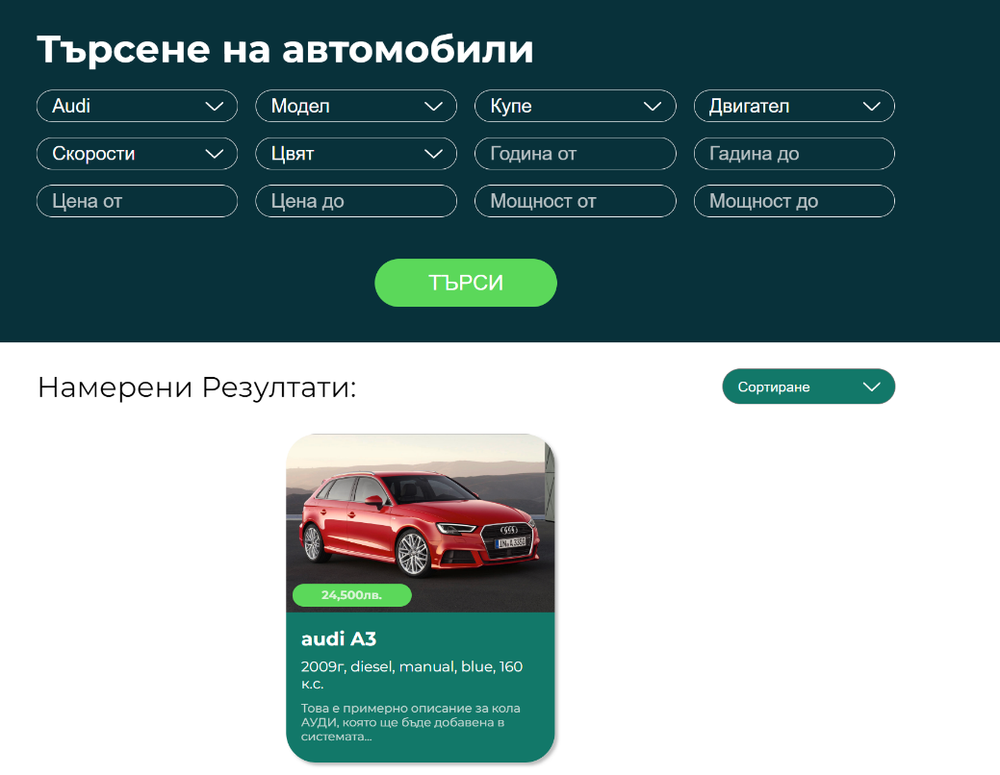 Търсене на автомобили
Audi
Модел
Купе
Двигател
Скорости
Цвят
Година от
Гадина до
Цена от
Цена до
Мощност от
Мощност до
ТЪРСИ
Намерени Резултати:
Сортиране
24,500лв.
audi A3
2009г, diesel, manual, blue, 160
к.с.
Това е примерно описание за кола
АУДИ, която ще бъде добавена в
системата...